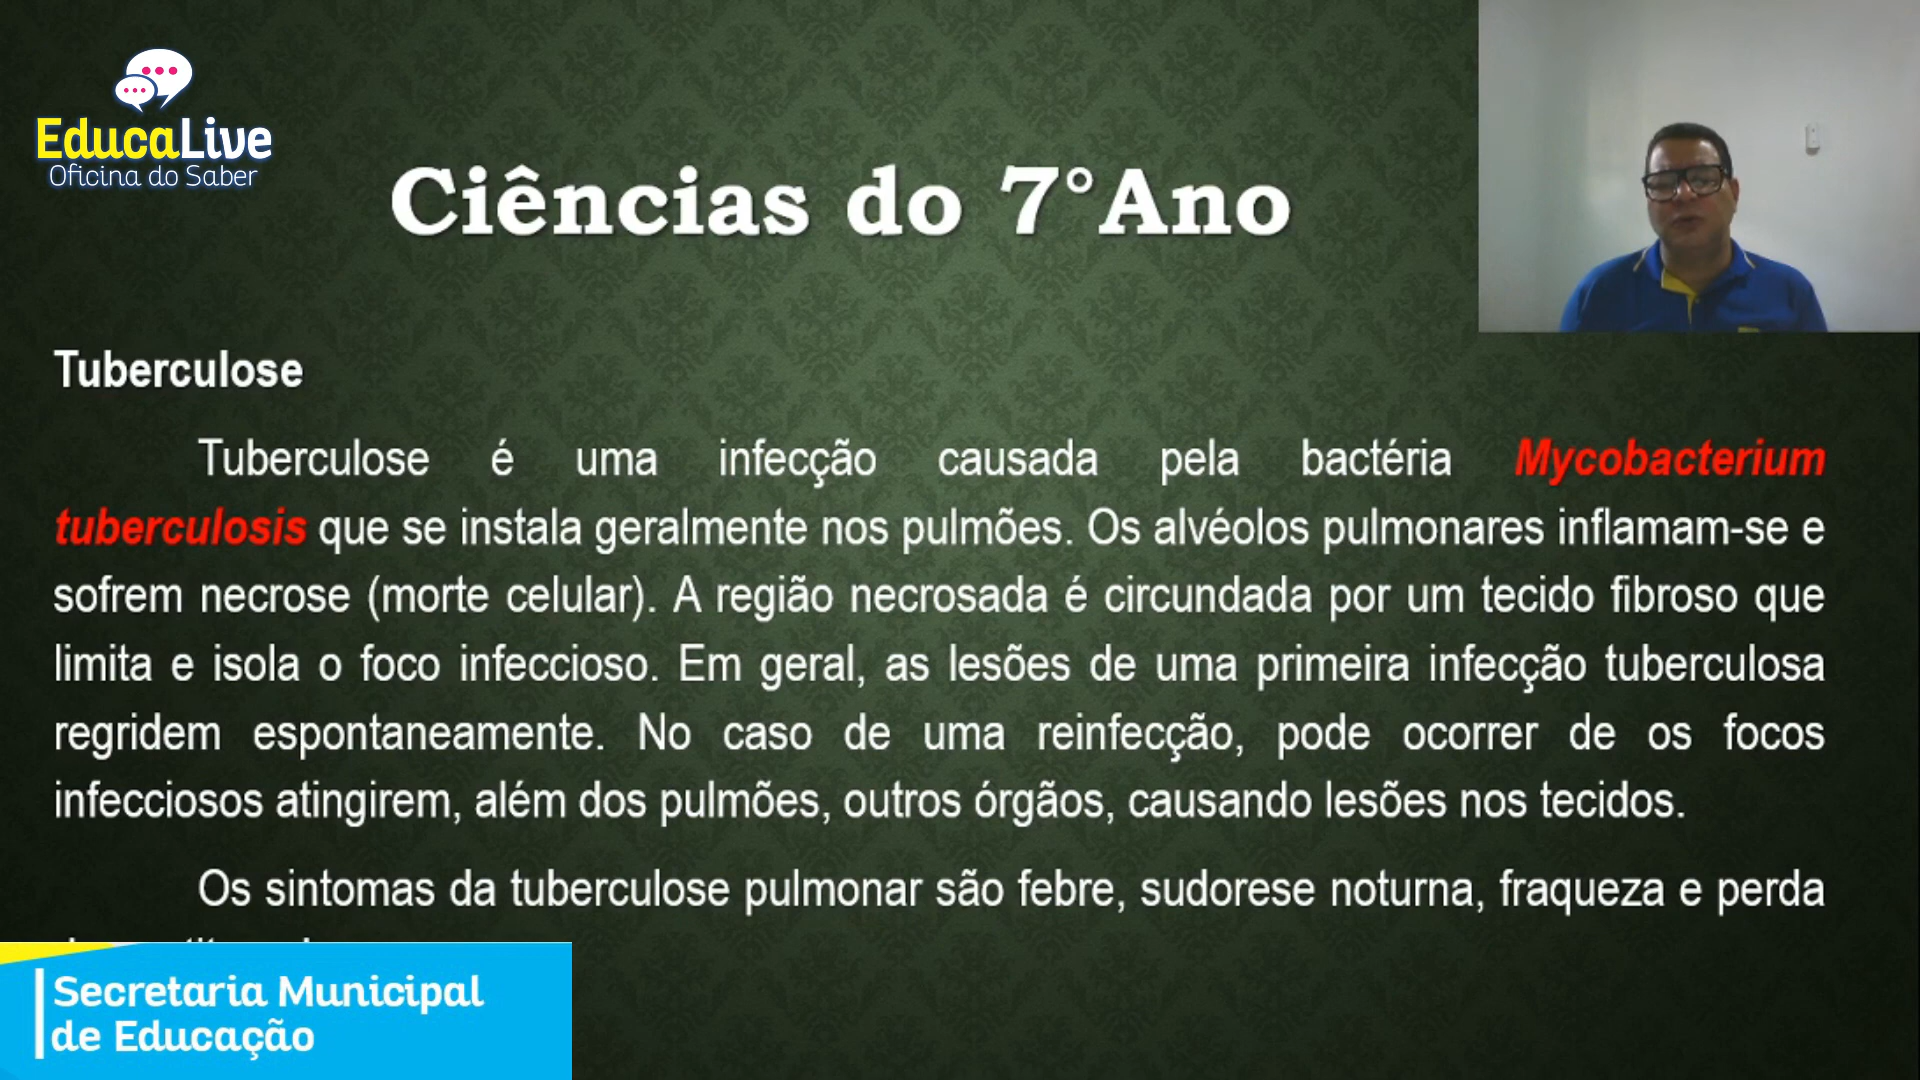 EducaLive
Oficina do Saber
Ciências do 7°Ano
Tuberculose
Tuberculose é uma infecção causada pela bactéria Mycobacterium
tuberculosis que se instala geralmente nos pulmões. Os alvéolos pulmonares inflamam-se e
sofrem necrose (morte celular). A região necrosada é circundada por um tecido fibroso que
limita e isola o foco infeccioso. Em geral, as lesões de uma primeira infecção tuberculosa
regridem espontaneamente. No caso de uma reinfecção, pode ocorrer de os focos
infecciosos atingirem, além dos pulmões, outros órgãos, causando lesões nos tecidos.
Os sintomas da tuberculose pulmonar são febre, sudorese noturna, fraqueza e perda
Secretaria Municipal
de Educação